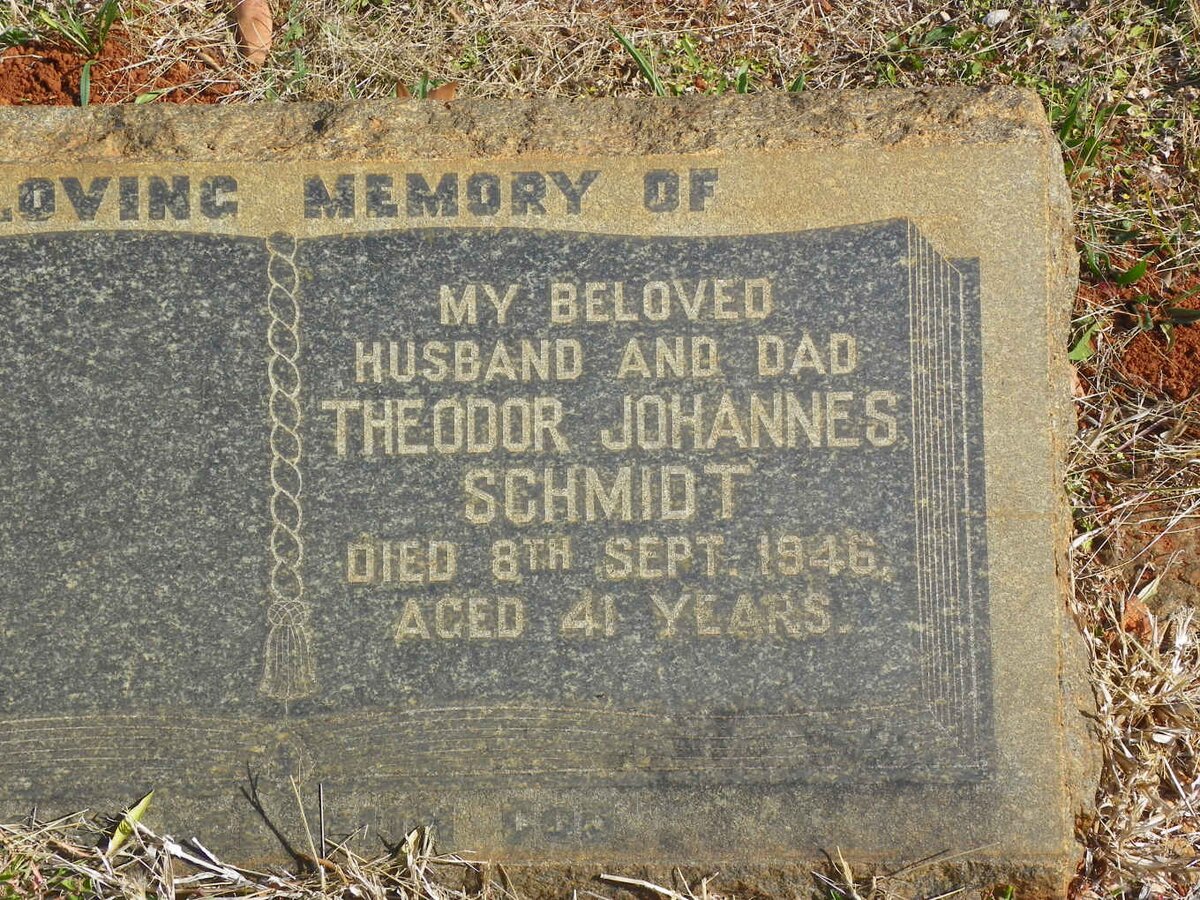 LOVING MEMORY OF
MY BELOVED
HUSBAND AND DAD
THEODOR JOHANNES
SCHMIDT
DIED 8TH SEPT. 1946,
AGED 41 YEARS.